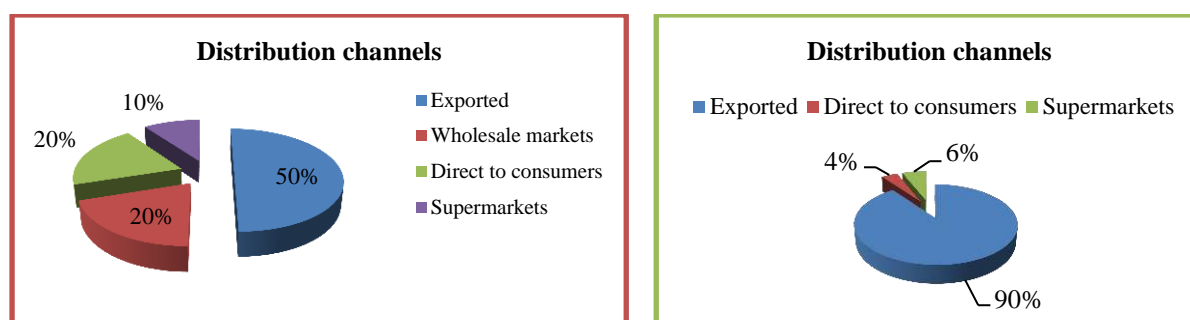 Distribution channels
10%
20%
20%
50%
Exported
Wholesale markets
Direct to consumers
Supermarkets
Distribution channels
Exported Direct to consumers Supermarkets
4%
6%
90%